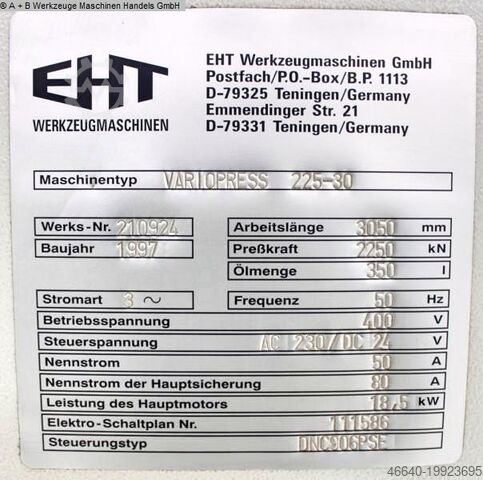 © A + B Werkzeuge Maschinen Handels GmbH
EHT
WERKZEUGMASCHINEN
EHT Werkzeugmaschinen GmbH
Postfach/P.O.-Box/B.P. 1113
D-79325 Teningen/Germany
Emmendinger Str. 21
D-79331 Teningen/Germany
Maschinentyp VARIOPRESS 225-30
Werks-Nr. 210924
Baujahr 1997
Arbeitslänge 3050 mm
Preßkraft 2250 kN
Ölmenge 350 l
Stromart 3 ~
Frequenz 50 Hz
Betriebsspannung 400 V
Steuerspannung AC 230/DC 24 V
Nennstrom 50 A
Nennstrom der Hauptsicherung 80 A
Leistung des Hauptmotors 18,5 kW
Elektro-Schaltplan Nr. 111586
Steuerungstyp DNC906PSE
46640-19923695